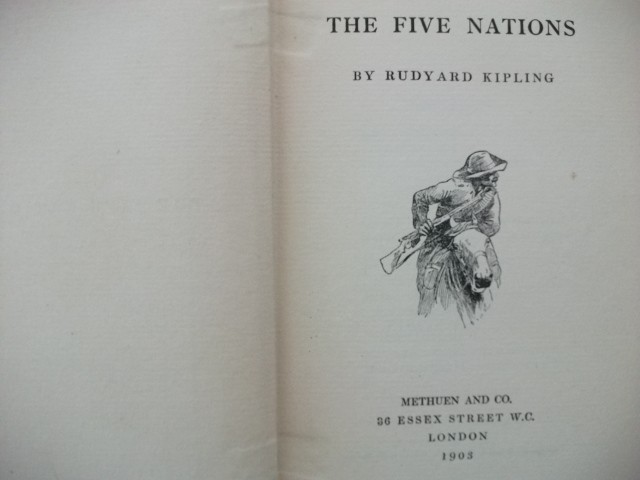 THE FIVE NATIONS
BY RUDYARD KIPLING
METHUEN AND CO.
36 ESSEX STREET W.C.
LONDON
1903